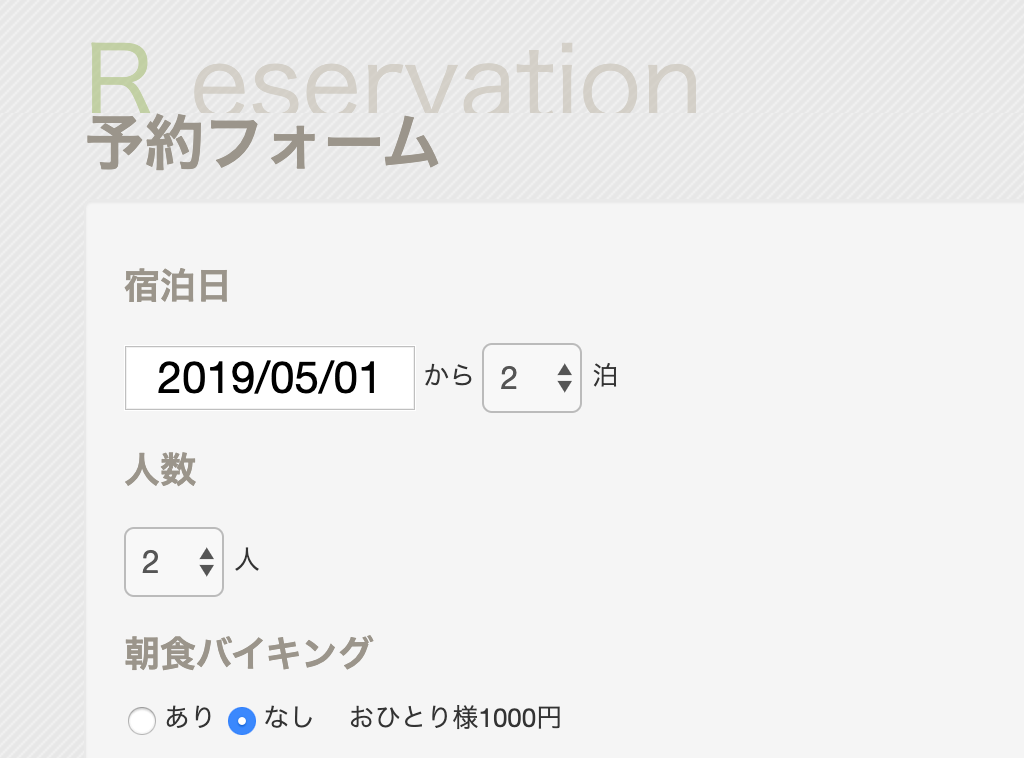 R eservation
予約フォーム
宿泊日
2019/05/01 から 2 泊
人数
2 人
朝食バイキング
あり なし おひとり様1000円